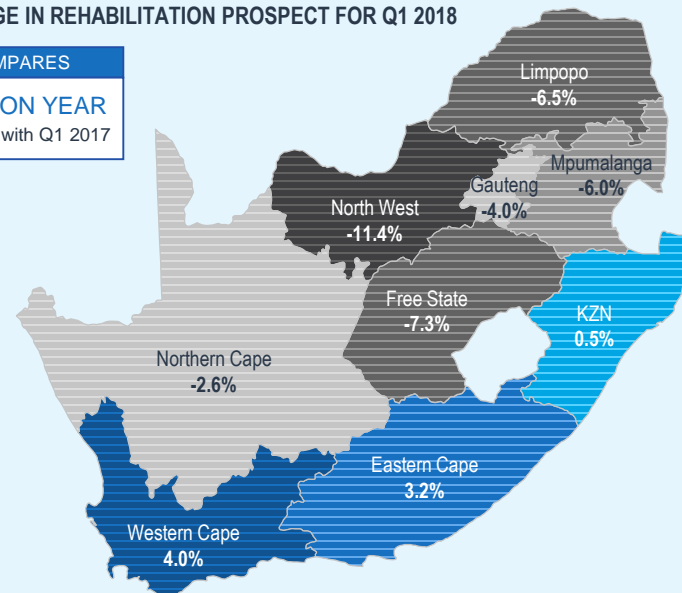 GE IN REHABILITATION PROSPECT FOR Q1 2018
MPARES
ON YEAR
with Q1 2017
Limpopo
-6.5%
Mpumalanga
-6.0%
Gauteng
-4.0%
North West
-11.4%
Free State
-7.3%
KZN
0.5%
Northern Cape
-2.6%
Eastern Cape
3.2%
Western Cape
4.0%